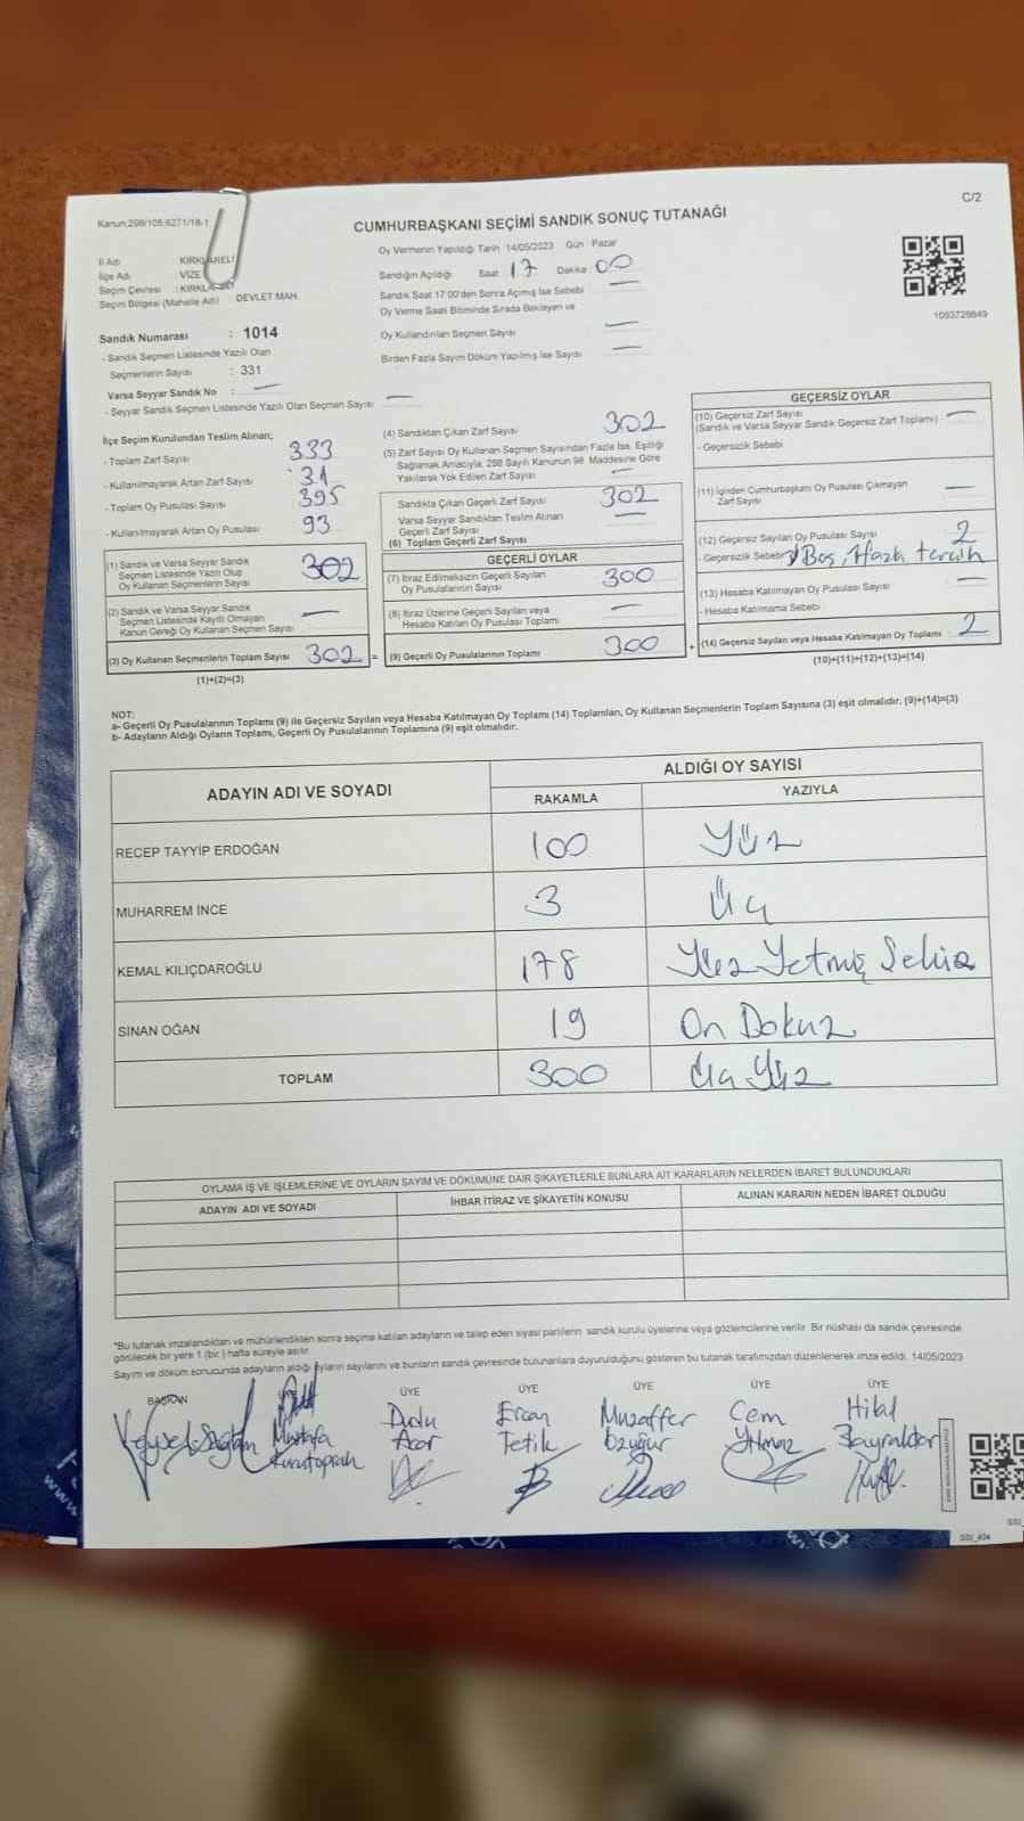 Kanun:298/105-6271/18-1
C/2
CUMHURBAŞKANI SEÇİMİ SANDIK SONUÇ TUTANAĞI
Oy Vermenin Yapıldığı Tarih 14/05/2023 Gün : Pazar
İl Adı KIRKLARELİ
İlçe Adı VİZE
Seçim Çevresi : KIRKLARELİ
Seçim Bölgesi (Mahalle Adı) : DEVLET MAH.
Sandığın Açıldığı Saat 17 Dakika 00
Sandık Saat 17:00'den Sonra Açılmış İse Sebebi —
Oy Verme Saati Bitiminde Sırada Bekleyen ve
Oy Kullandırılan Seçmen Sayısı —
Birden Fazla Sayım Döküm Yapılmış İse Sayısı —
1093728849
Sandık Numarası : 1014
- Sandık Seçmen Listesinde Yazılı Olan
Seçmenlerin Sayısı : 331
Varsa Seyyar Sandık No : —
- Seyyar Sandık Seçmen Listesinde Yazılı Olan Seçmen Sayısı —
İlçe Seçim Kurulundan Teslim Alınan;
- Toplam Zarf Sayısı 333
- Kullanılmayarak Artan Zarf Sayısı 31
- Toplam Oy Pusulası Sayısı 395
- Kullanılmayarak Artan Oy Pusulası 93
(1) Sandık ve Varsa Seyyar Sandık
Seçmen Listesinde Yazılı Olup
Oy Kullanan Seçmenlerin Sayısı 302
(2) Sandık ve Varsa Seyyar Sandık
Seçmen Listesinde Kayıtlı Olmayan
Kanun Gereği Oy Kullanan Seçmen Sayısı —
(3) Oy Kullanan Seçmenlerin Toplam Sayısı 302 =
(1)+(2)=(3)
(4) Sandıktan Çıkan Zarf Sayısı 302
(5) Zarf Sayısı Oy Kullanan Seçmen Sayısından Fazla İse, Eşitliği
Sağlamak Amacıyla, 298 Sayılı Kanunun 98. Maddesine Göre
Yakılarak Yok Edilen Zarf Sayısı —
Sandıkta Çıkan Geçerli Zarf Sayısı 302
Varsa Seyyar Sandıktan Teslim Alınan
Geçerli Zarf Sayısı —
(6) Toplam Geçerli Zarf Sayısı
GEÇERLİ OYLAR
(7) İtiraz Edilmeksizin Geçerli Sayılan
Oy Pusulalarının Sayısı 300
(8) İtiraz Üzerine Geçerli Sayılan veya
Hesaba Katılan Oy Pusulası Toplamı —
(9) Geçerli Oy Pusulalarının Toplamı 300 +
GEÇERSİZ OYLAR
(10) Geçersiz Zarf Sayısı
(Sandık ve Varsa Seyyar Sandık Geçersiz Zarf Toplamı) —
- Geçersizlik Sebebi
(11) İçinden Cumhurbaşkanı Oy Pusulası Çıkmayan
Zarf Sayısı —
(12) Geçersiz Sayılan Oy Pusulası Sayısı 2
- Geçersizlik Sebebi 1 Boş, 1 fazla tercih
(13) Hesaba Katılmayan Oy Pusulası Sayısı —
- Hesaba Katılmama Sebebi
(14) Geçersiz Sayılan veya Hesaba Katılmayan Oy Toplamı 2
(10)+(11)+(12)+(13)=(14)
NOT:
a- Geçerli Oy Pusulalarının Toplamı (9) ile Geçersiz Sayılan veya Hesaba Katılmayan Oy Toplamı (14) Toplamları, Oy Kullanan Seçmenlerin Toplam Sayısına (3) eşit olmalıdır. (9)+(14)=(3)
b- Adayların Aldığı Oyların Toplamı, Geçerli Oy Pusulalarının Toplamına (9) eşit olmalıdır.
ADAYIN ADI VE SOYADI
ALDIĞI OY SAYISI
RAKAMLA YAZIYLA
RECEP TAYYİP ERDOĞAN 100 Yüz
MUHARREM İNCE 3 Üç
KEMAL KILIÇDAROĞLU 178 Yüz Yetmiş Sekiz
SİNAN OĞAN 19 On Dokuz
TOPLAM 300 Üç Yüz
OYLAMA İŞ VE İŞLEMLERİNE VE OYLARIN SAYIM VE DÖKÜMÜNE DAİR ŞİKAYETLERLE BUNLARA AİT KARARLARIN NELERDEN İBARET BULUNDUKLARI
ADAYIN ADI VE SOYADI İHBAR İTİRAZ VE ŞİKAYETİN KONUSU ALINAN KARARIN NEDEN İBARET OLDUĞU
*Bu tutanak imzalandıktan ve mühürlendikten sonra seçime katılan adayların ve talep eden siyasi partilerin sandık kurulu üyelerine veya gözlemcilerine verilir. Bir nüshası da sandık çevresinde
görülecek bir yere 1 (bir ) hafta süreyle asılır.
Sayım ve döküm sonucunda adayların aldığı oyların sayılarını ve bunların sandık çevresinde bulunanlara duyurulduğunu gösteren bu tutanak tarafımızdan düzenlenerek imza edildi. 14/05/2023
BAŞKAN ÜYE ÜYE ÜYE ÜYE ÜYE
Veysel Sağlam Mustafa Kurutoprak
Dudu Acar
Ercan Tetik
Muzaffer Özuğur
Cem Yılmaz
Hilal Bayraktar
SSI_404